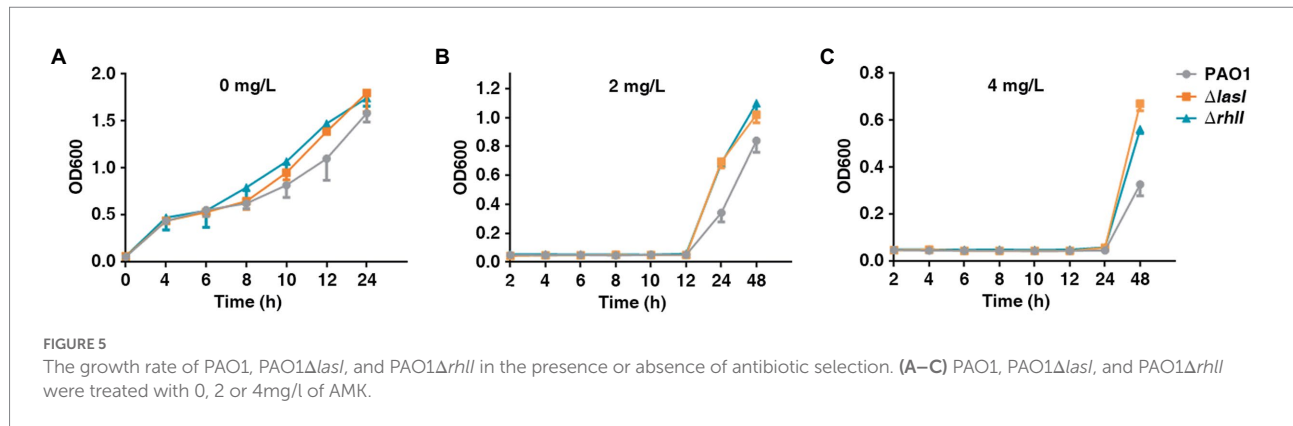 A
0 mg/L
OD600
2.0
1.5
1.0
0.5
0.0
0 4 6 8 10 12 24
Time (h)
B
2 mg/L
OD600
1.2
1.0
0.8
0.6
0.4
0.2
0.0
2 4 6 8 10 12 24 48
Time (h)
C
4 mg/L
OD600
0.8
0.6
0.4
0.2
0.0
2 4 6 8 10 12 24 48
Time (h)
PAO1
ΔlasI
ΔrhlI
FIGURE 5
The growth rate of PAO1, PAO1ΔlasI, and PAO1ΔrhlI in the presence or absence of antibiotic selection. (A–C) PAO1, PAO1ΔlasI, and PAO1ΔrhlI
were treated with 0, 2 or 4mg/l of AMK.